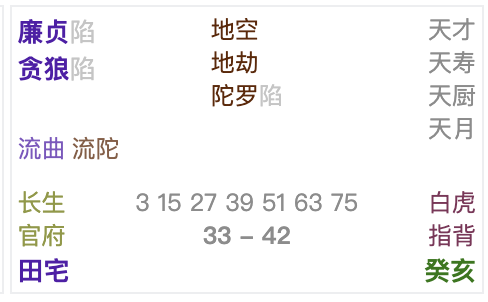 廉贞陷 地空 天才
贪狼陷 地劫 天寿
陀罗陷 天厨
天月
流曲 流陀
长生 3 15 27 39 51 63 75 白虎
官府 33 – 42 指背
田宅 癸亥